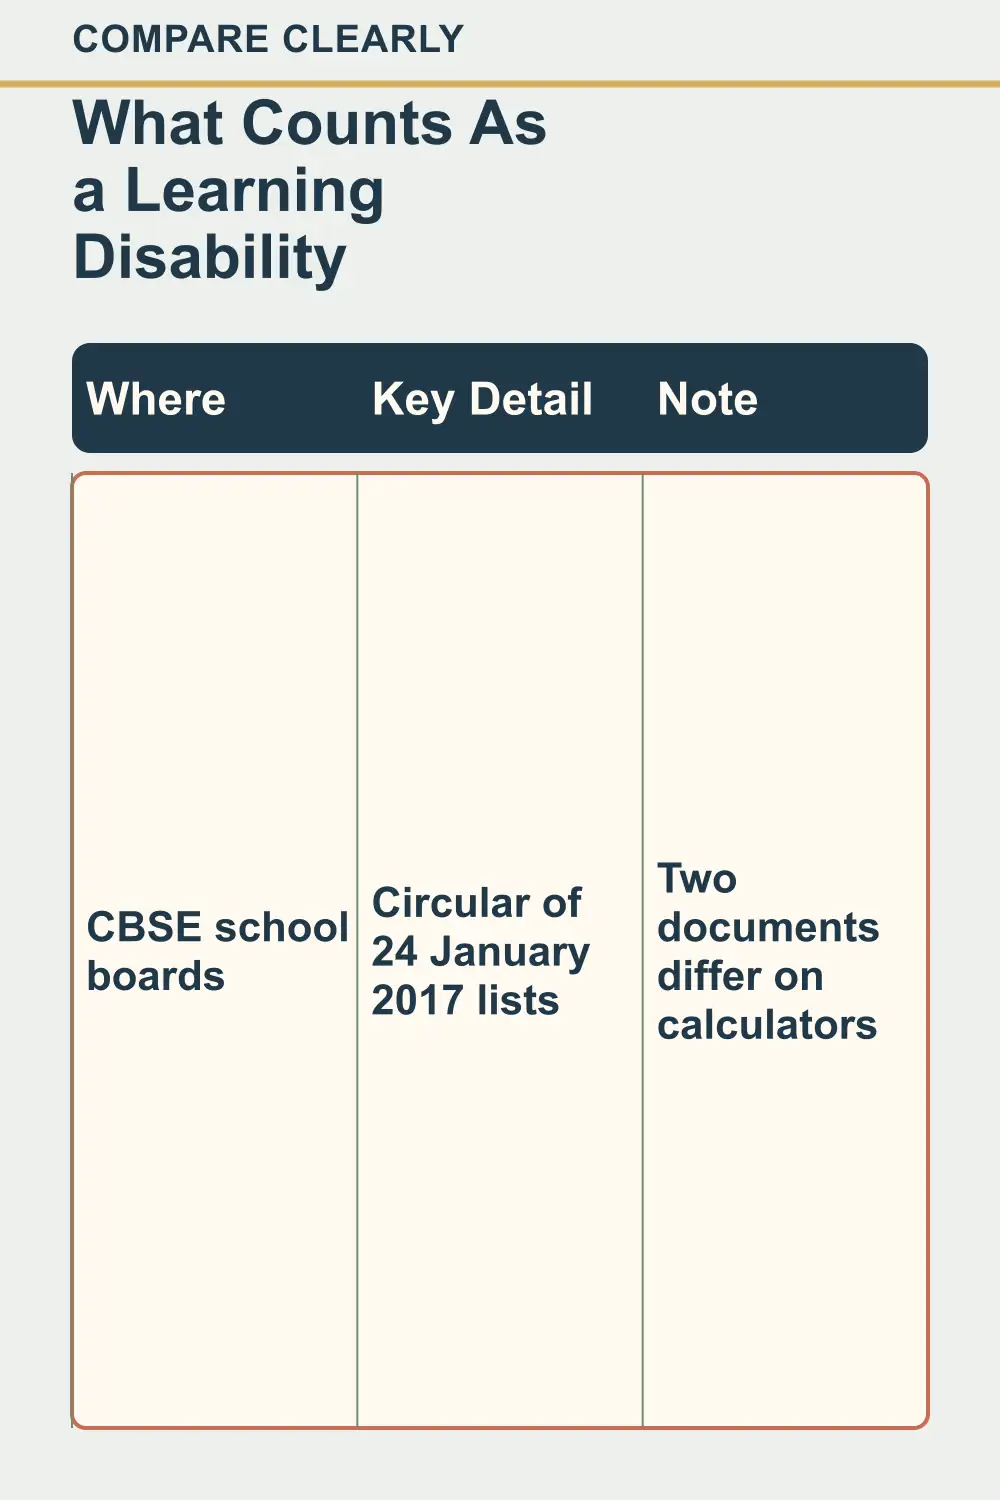 COMPARE CLEARLY
What Counts As
a Learning
Disability
Where
Key Detail
Note
CBSE school
boards
Circular of
24 January
2017 lists
Two
documents
differ on
calculators